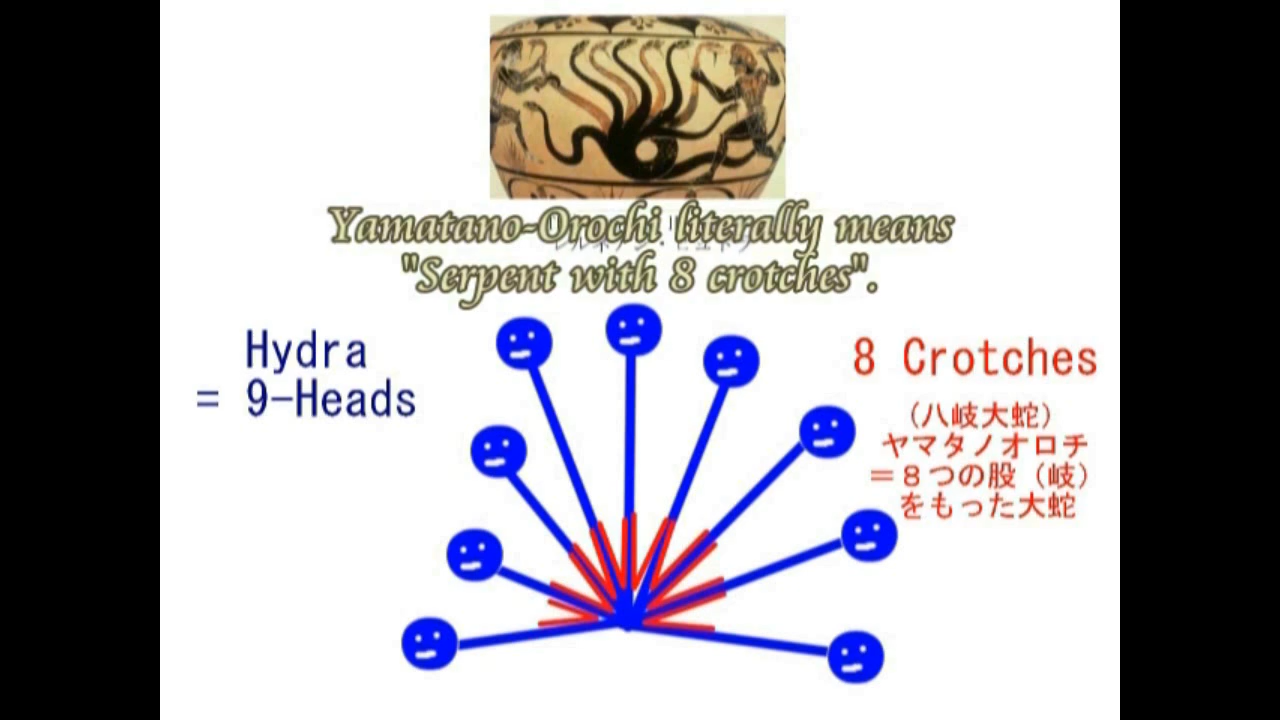 Yamatano-Orochi literally means
"Serpent with 8 crotches".
Hydra
= 9-Heads
8 Crotches
（八岐大蛇）
ヤマタノオロチ
＝８つの股（岐）
をもった大蛇